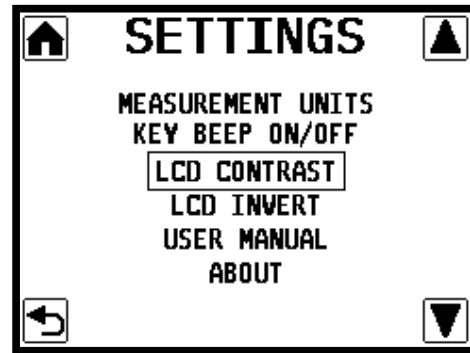 SETTINGS
MEASUREMENT UNITS
KEY BEEP ON/OFF
LCD CONTRAST
LCD INVERT
USER MANUAL
ABOUT